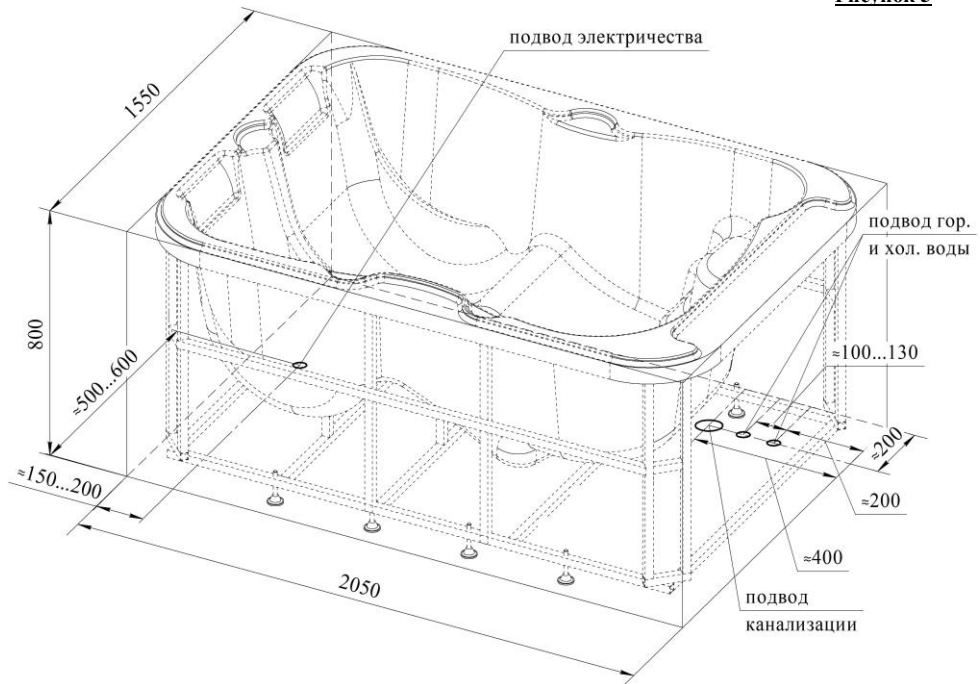 Рисунок 3
подвод электричества
1550
подвод гор.
и хол. воды
800
≈500...600
≈100...130
≈150...200
≈200
≈200
≈400
2050
подвод
канализации